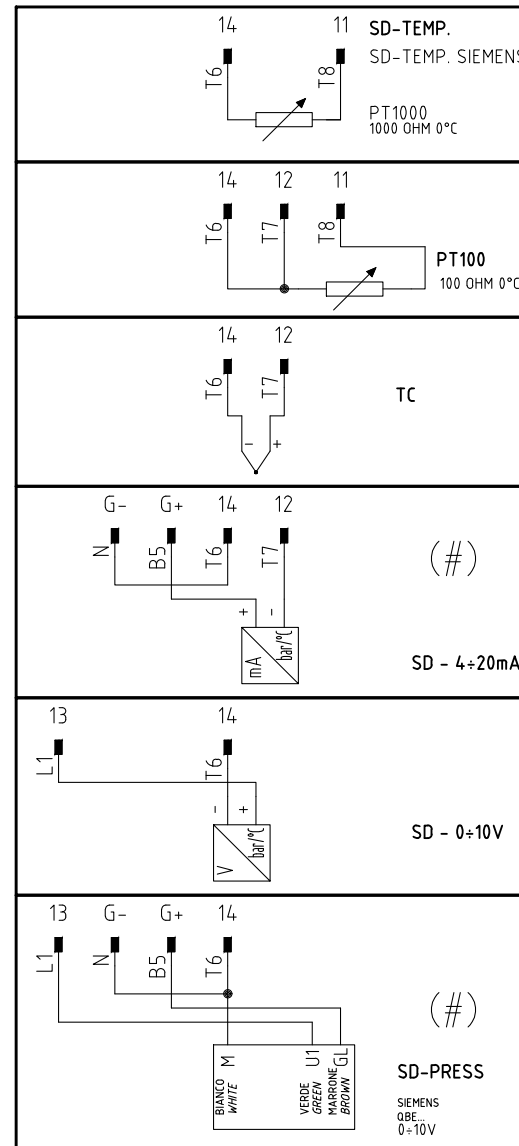 14 11 SD-TEMP.
SD-TEMP. SIEMENS
T6 T8
PT1000
1000 OHM 0°C
14 12 11
T6 T7 T8
PT100
100 OHM 0°C
14 12
T6 T7
TC
- +
G- G+ 14 12
N B5 T6 T7
(#)
+ -
mA bar/°C
SD - 4÷20mA
13 14
L1 T6
- +
V bar/°C
SD - 0÷10V
13 G- G+ 14
L1 N B5 T6
(#)
M U1 GL
BIANCO VERDE MARRONE
WHITE GREEN BROWN
SD-PRESS
SIEMENS
QBE...
0÷10V